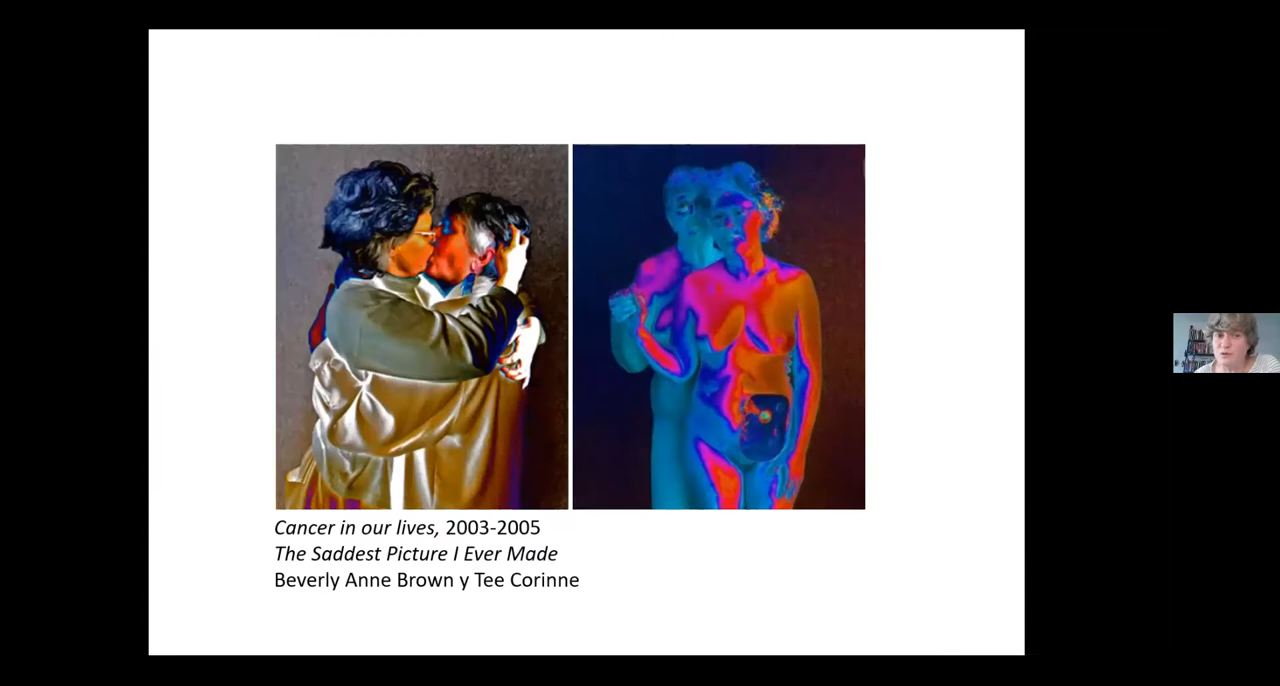 Cancer in our lives, 2003-2005
The Saddest Picture I Ever Made
Beverly Anne Brown y Tee Corinne